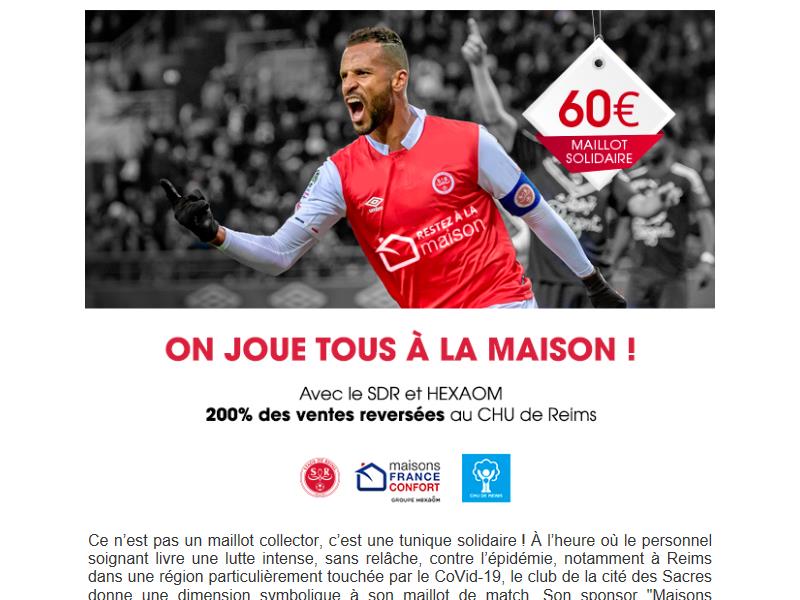 60€
MAILLOT
SOLIDAIRE
umbro
RESTEZ À LA
maison
ON JOUE TOUS À LA MAISON !
Avec le SDR et HEXAOM
200% des ventes reversées au CHU de Reims
maisons
FRANCE
CONFORT
GROUPE HEXAÔM
CHU DE REIMS
Ce n’est pas un maillot collector, c’est une tunique solidaire ! À l’heure où le personnel
soignant livre une lutte intense, sans relâche, contre l’épidémie, notamment à Reims
dans une région particulièrement touchée par le CoVid-19, le club de la cité des Sacres
donne une dimension symbolique à son maillot de match. Son sponsor "Maisons